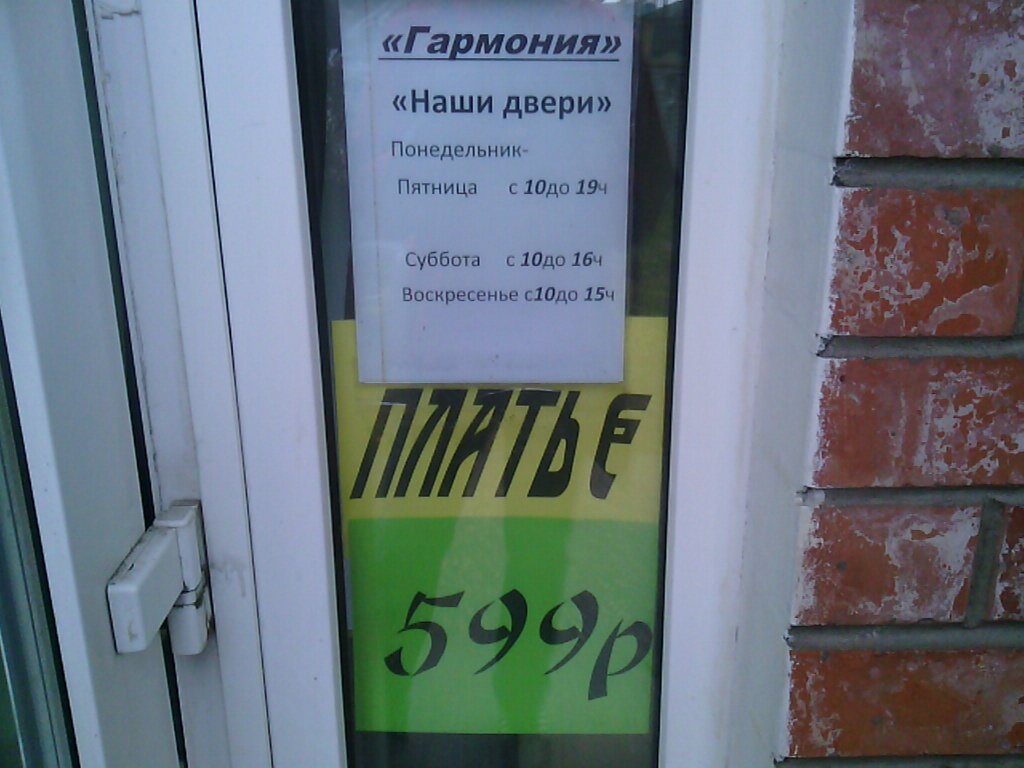 «Гармония»
«Наши двери»
Понедельник-
Пятница с 10до 19ч
Суббота с 10до 16ч
Воскресенье с10до 15ч
ПЛАТЬЕ
599р